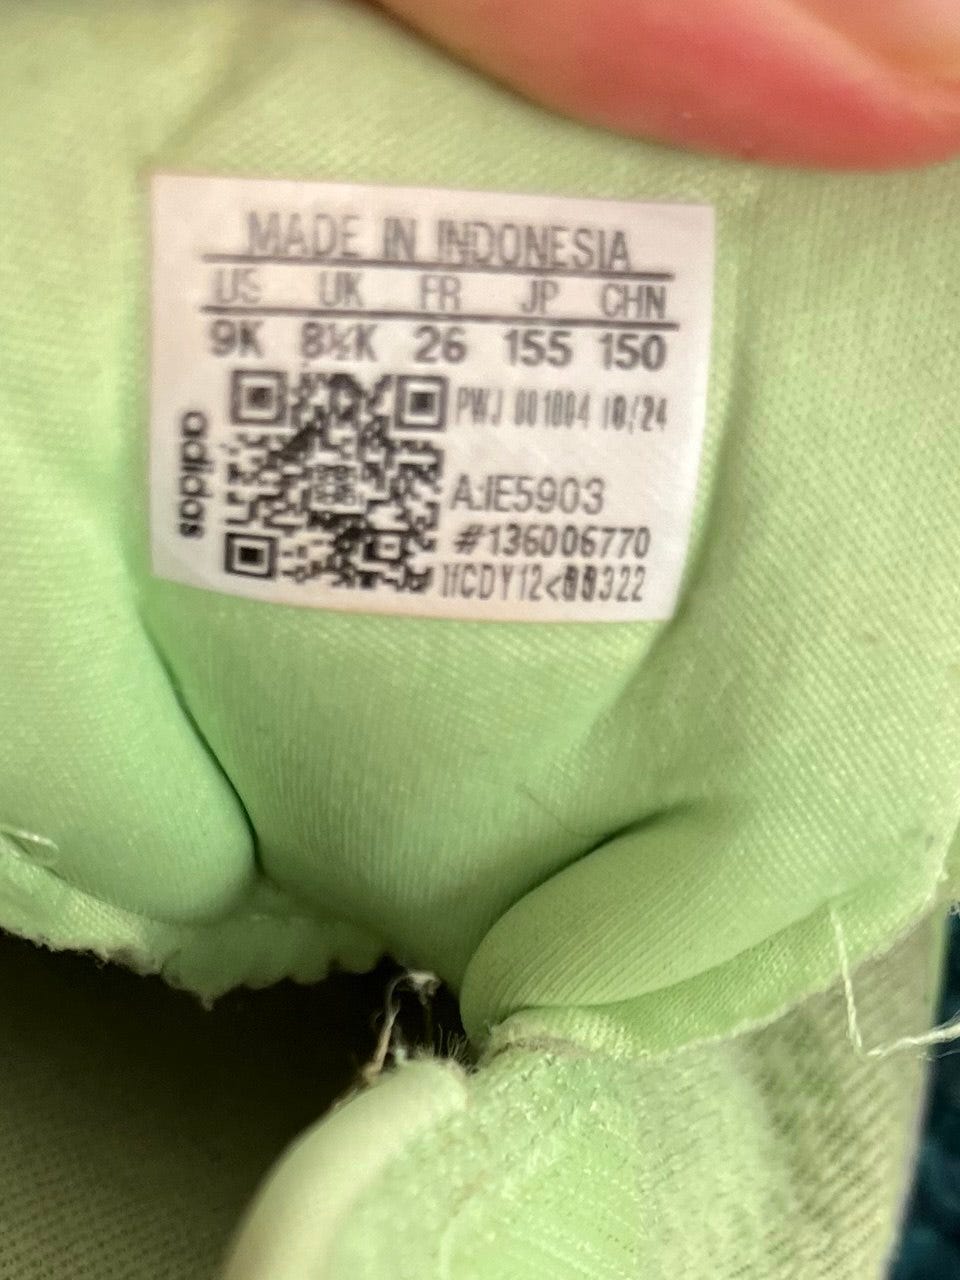 MADE IN INDONESIA
US UK FR JP CHN
9K 8½K 26 155 150
PWJ 001004 10/24
A:IE5903
#136006770
adidas